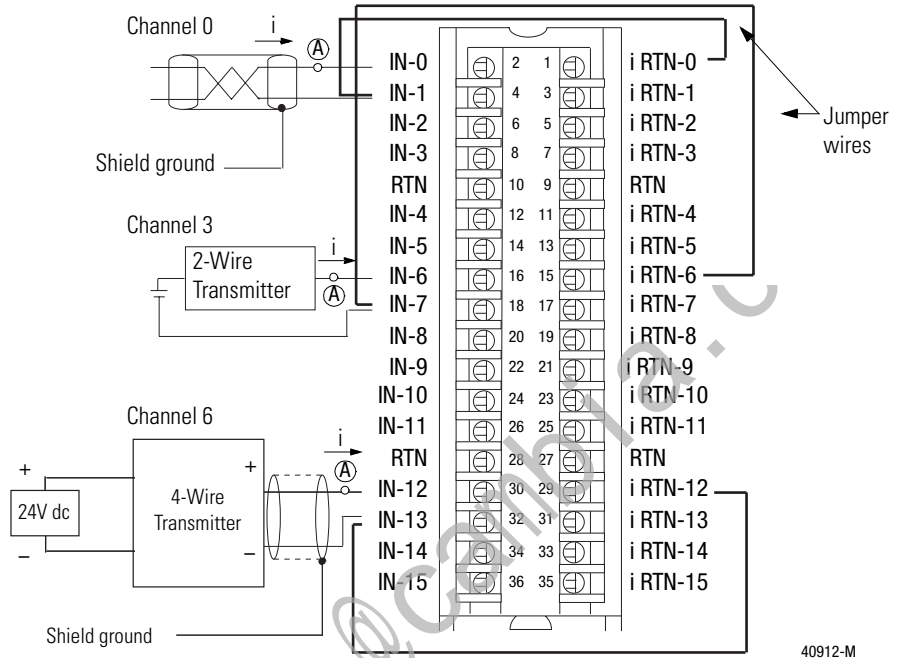 Channel 0
i
A
IN-0 2 1 i RTN-0
IN-1 4 3 i RTN-1
IN-2 6 5 i RTN-2
IN-3 8 7 i RTN-3
RTN 10 9 RTN
IN-4 12 11 i RTN-4
IN-5 14 13 i RTN-5
IN-6 16 15 i RTN-6
IN-7 18 17 i RTN-7
IN-8 20 19 i RTN-8
IN-9 22 21 i RTN-9
IN-10 24 23 i RTN-10
IN-11 26 25 i RTN-11
RTN 28 27 RTN
IN-12 30 29 i RTN-12
IN-13 32 31 i RTN-13
IN-14 34 33 i RTN-14
IN-15 36 35 i RTN-15
Jumper
wires
Shield ground
Channel 3
2-Wire
Transmitter
i
A
Channel 6
+
24V dc
–
4-Wire
Transmitter
+
–
i
A
Shield ground
40912-M
@cambia.c